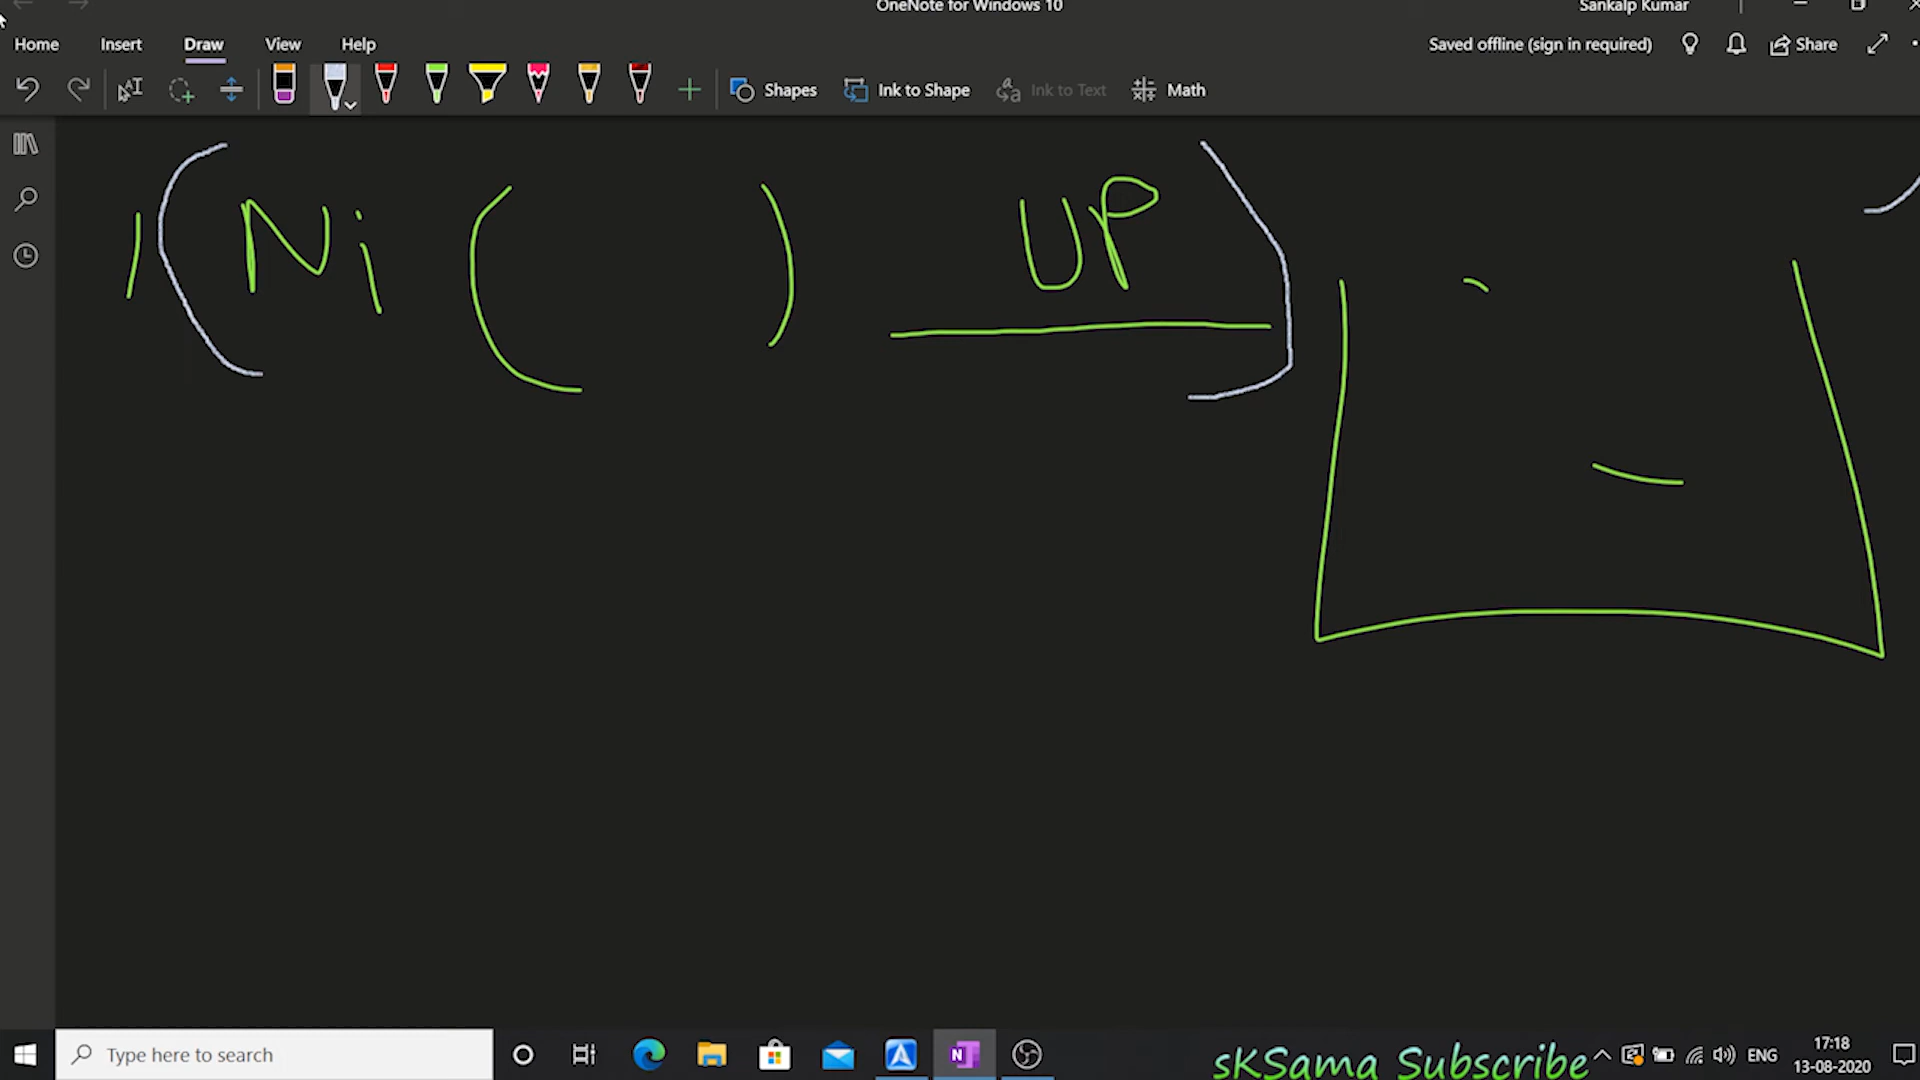 OneNote for Windows 10
Sankalp Kumar
Home Insert Draw View Help
Saved offline (sign in required) Share
Shapes Ink to Shape Ink to Text Math
1 ( Ni ( ) UP )
Type here to search
sKSama Subscribe
ENG
17:18
13-08-2020